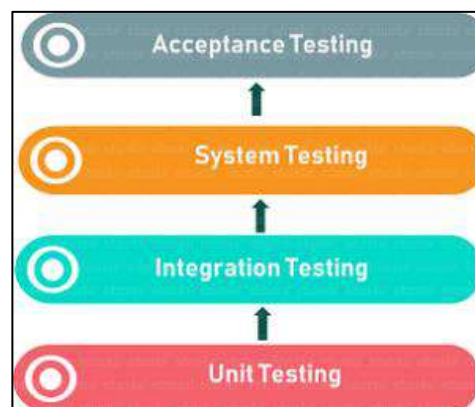 Acceptance Testing
System Testing
Integration Testing
Unit Testing